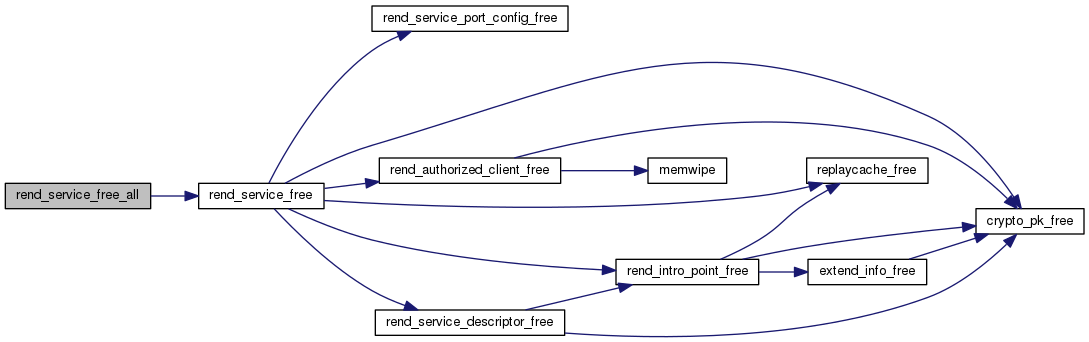 rend_service_port_config_free
rend_authorized_client_free
memwipe
replaycache_free
rend_service_free_all
rend_service_free
crypto_pk_free
rend_intro_point_free
extend_info_free
rend_service_descriptor_free